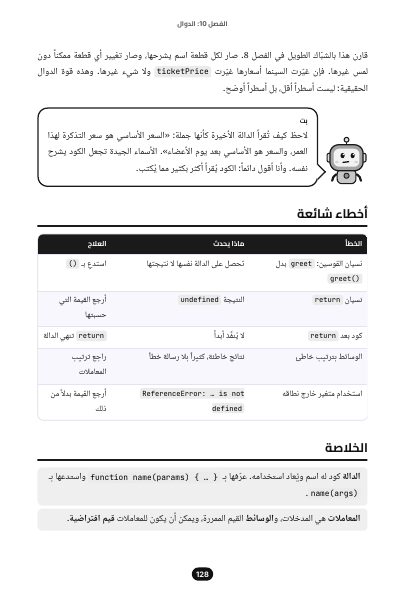 الفصل 10: الدوال
قارن هذا بالشبّاك الطويل في الفصل 8. صار لكل قطعة اسم يشرحها، وصار تغيير أي قطعة ممكناً دون
لمس غيرها. فإن غيّرت السينما أسعارها غيّرت ticketPrice ولا شيء غيرها. وهذه قوة الدوال
الحقيقية: ليست أسطراً أقل، بل أسطراً أوضح.
بت
لاحظ كيف تُقرأ الدالة الأخيرة كأنها جملة: «السعر الأساسي هو سعر التذكرة لهذا
العمر، والسعر هو الأساسي بعد يوم الأعضاء». الأسماء الجيدة تجعل الكود يشرح
نفسه. وأنا أقول دائماً: الكود يُقرأ أكثر بكثير مما يُكتب.
أخطاء شائعة
الخطأ ماذا يحدث العلاج
نسيان القوسين: greet بدل تحصل على الدالة نفسها لا نتيجتها استدعِ بـ ()
greet()
نسيان return النتيجة undefined أرجع القيمة التي
حسبتها
كود بعد return لا يُنفَّذ أبداً return تنهي الدالة
الوسائط بترتيب خاطئ نتائج خاطئة، كثيراً بلا رسالة خطأ راجع ترتيب
المعاملات
استخدام متغير خارج نطاقه ReferenceError: … is not أرجع القيمة بدلاً من
defined ذلك
الخلاصة
الدالة كود له اسم ويُعاد استخدامه. عرّفها بـ function name(params) { … } واستدعها بـ
name(args) .
المعاملات هي المدخلات، والوسائط القيم الممررة، ويمكن أن يكون للمعاملات قيم افتراضية.
128